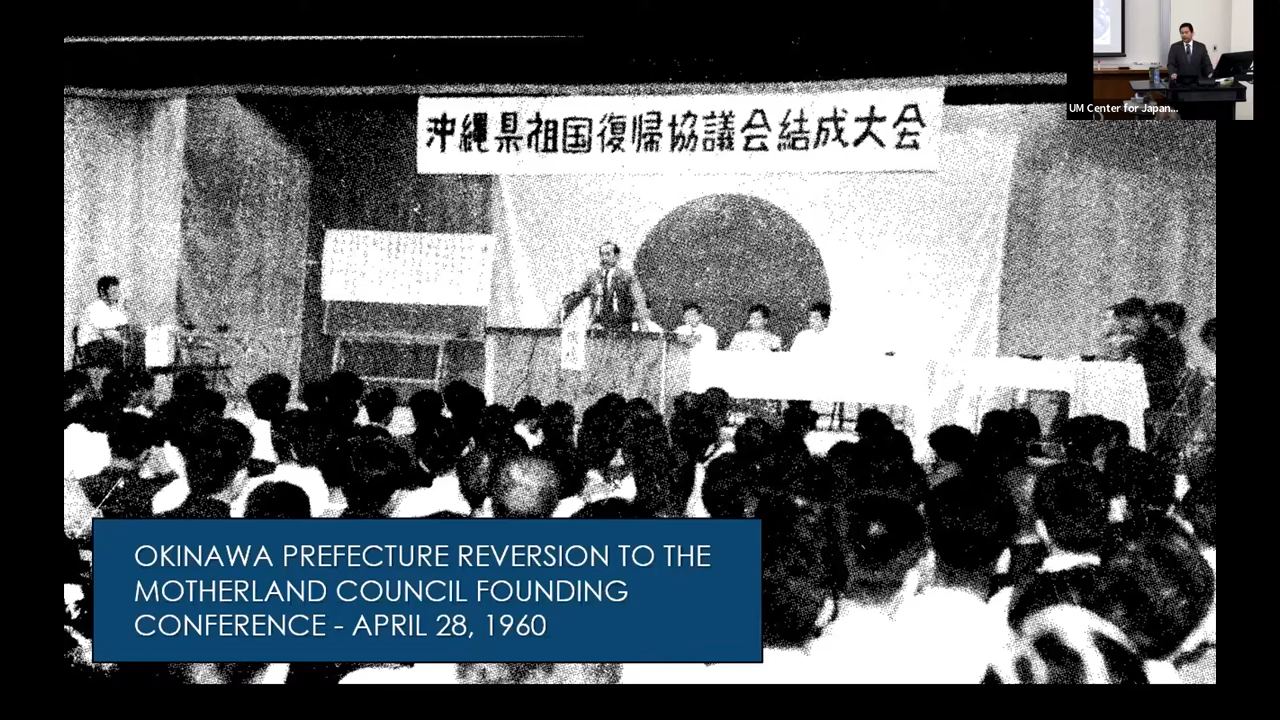 UM Center for Japan...
沖縄県祖国復帰協議会結成大会
OKINAWA PREFECTURE REVERSION TO THE
MOTHERLAND COUNCIL FOUNDING
CONFERENCE - APRIL 28, 1960